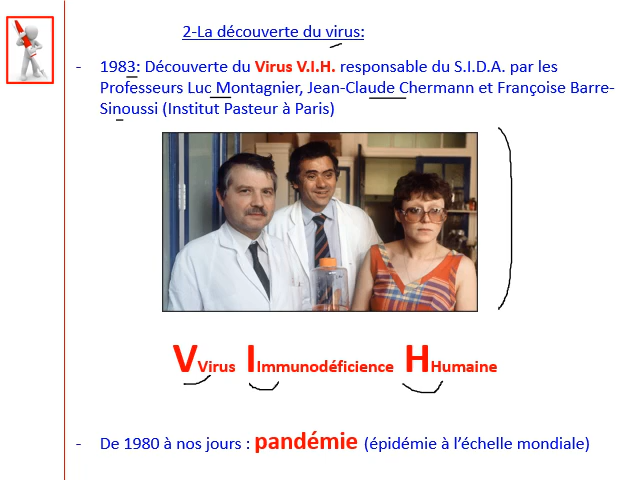 2-La découverte du virus:
- 1983: Découverte du Virus V.I.H. responsable du S.I.D.A. par les
Professeurs Luc Montagnier, Jean-Claude Chermann et Françoise Barre-
Sinoussi (Institut Pasteur à Paris)
VVirus IImmunodéficience HHumaine
- De 1980 à nos jours : pandémie (épidémie à l’échelle mondiale)